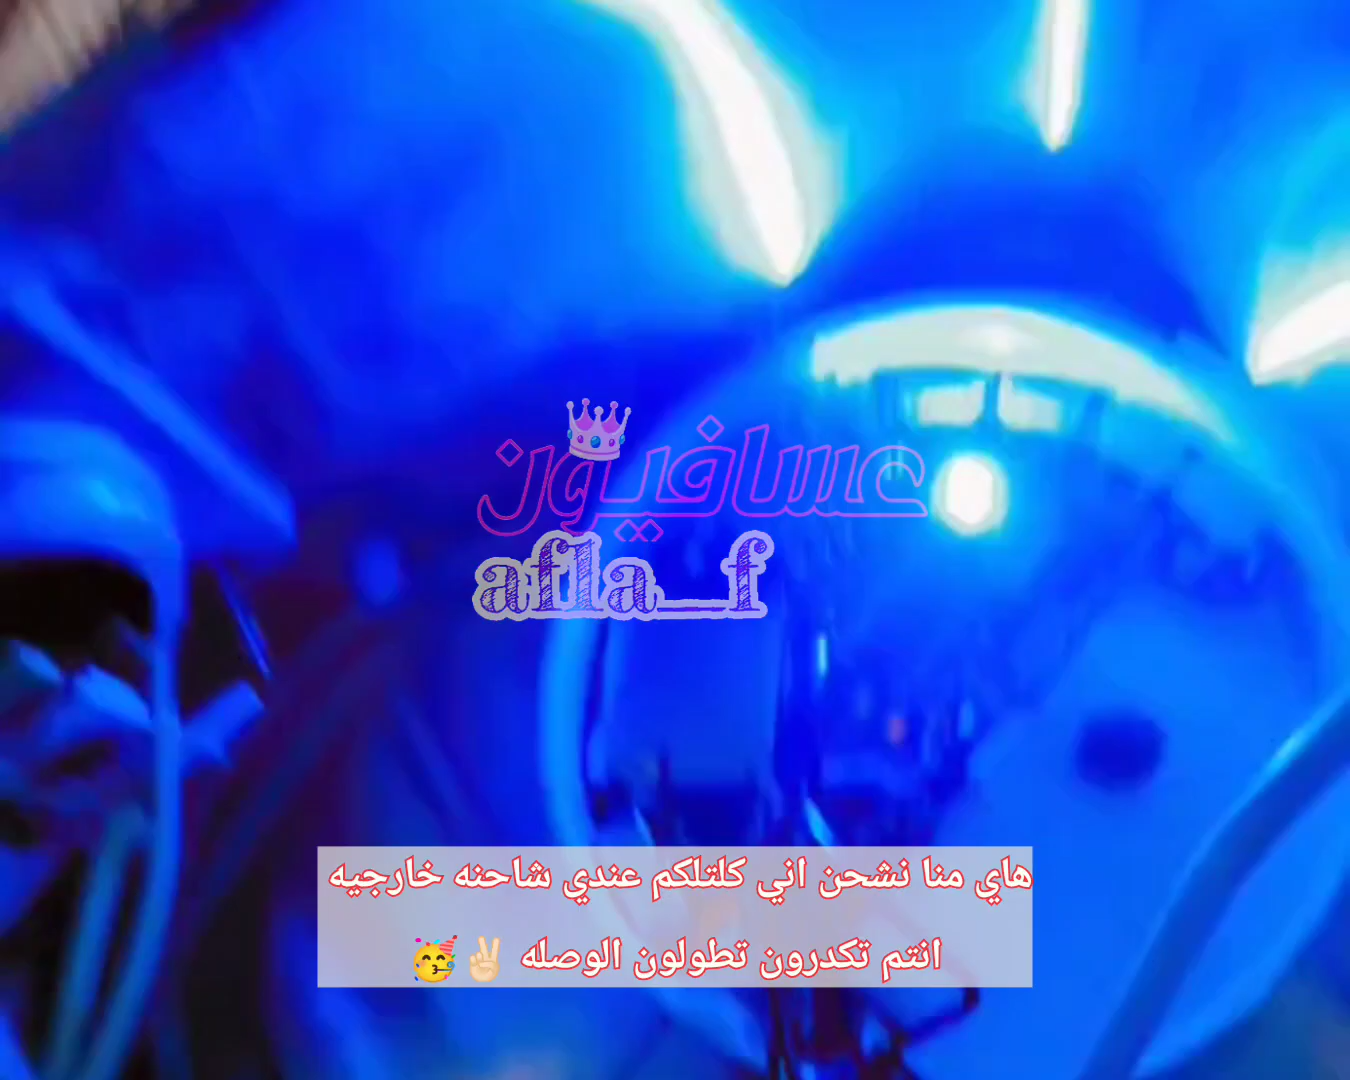 عسافيون
afla_f
هاي منا نشحن اني كلتلكم عندي شاحنه خارجيه
انتم تكدرون تطولون الوصله ✌🏻🥳